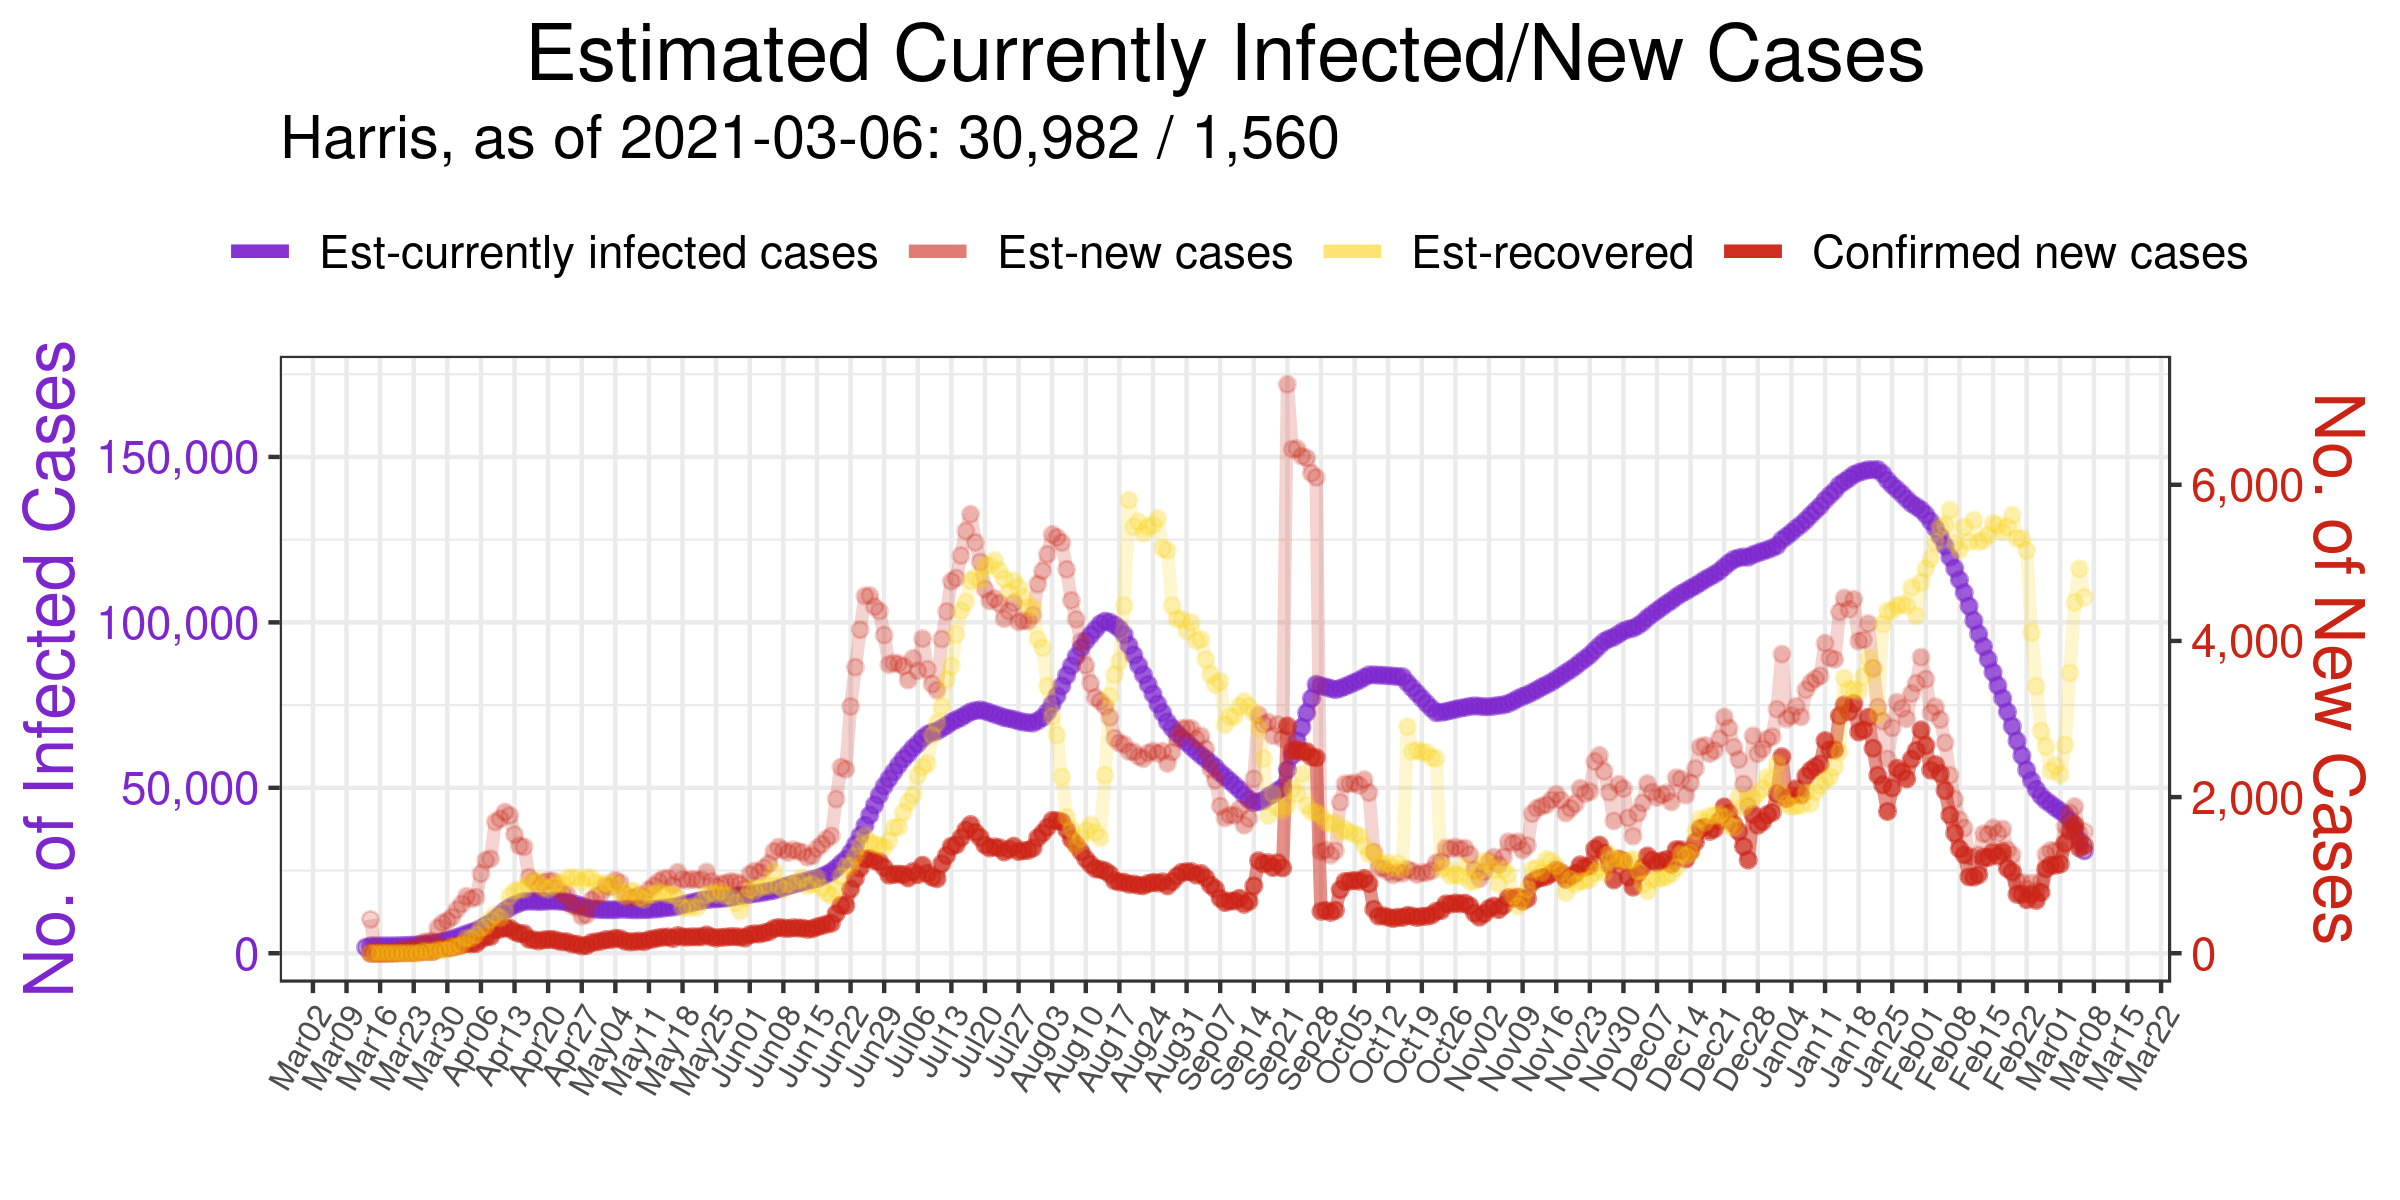 Estimated Currently Infected/New Cases
Harris, as of 2021-03-06: 30,982 / 1,560
Est-currently infected cases Est-new cases Est-recovered Confirmed new cases
No. of Infected Cases
150,000
100,000
50,000
0
6,000
4,000
2,000
0
No. of New Cases
Mar02 Mar09 Mar16 Mar23 Mar30 Apr06 Apr13 Apr20 Apr27 May04 May11 May18 May25 Jun01 Jun08 Jun15 Jun22 Jun29 Jul06 Jul13 Jul20 Jul27 Aug03 Aug10 Aug17 Aug24 Aug31 Sep07 Sep14 Sep21 Sep28 Oct05 Oct12 Oct19 Oct26 Nov02 Nov09 Nov16 Nov23 Nov30 Dec07 Dec14 Dec21 Dec28 Jan04 Jan11 Jan18 Jan25 Feb01 Feb08 Feb15 Feb22 Mar01 Mar08 Mar15 Mar22